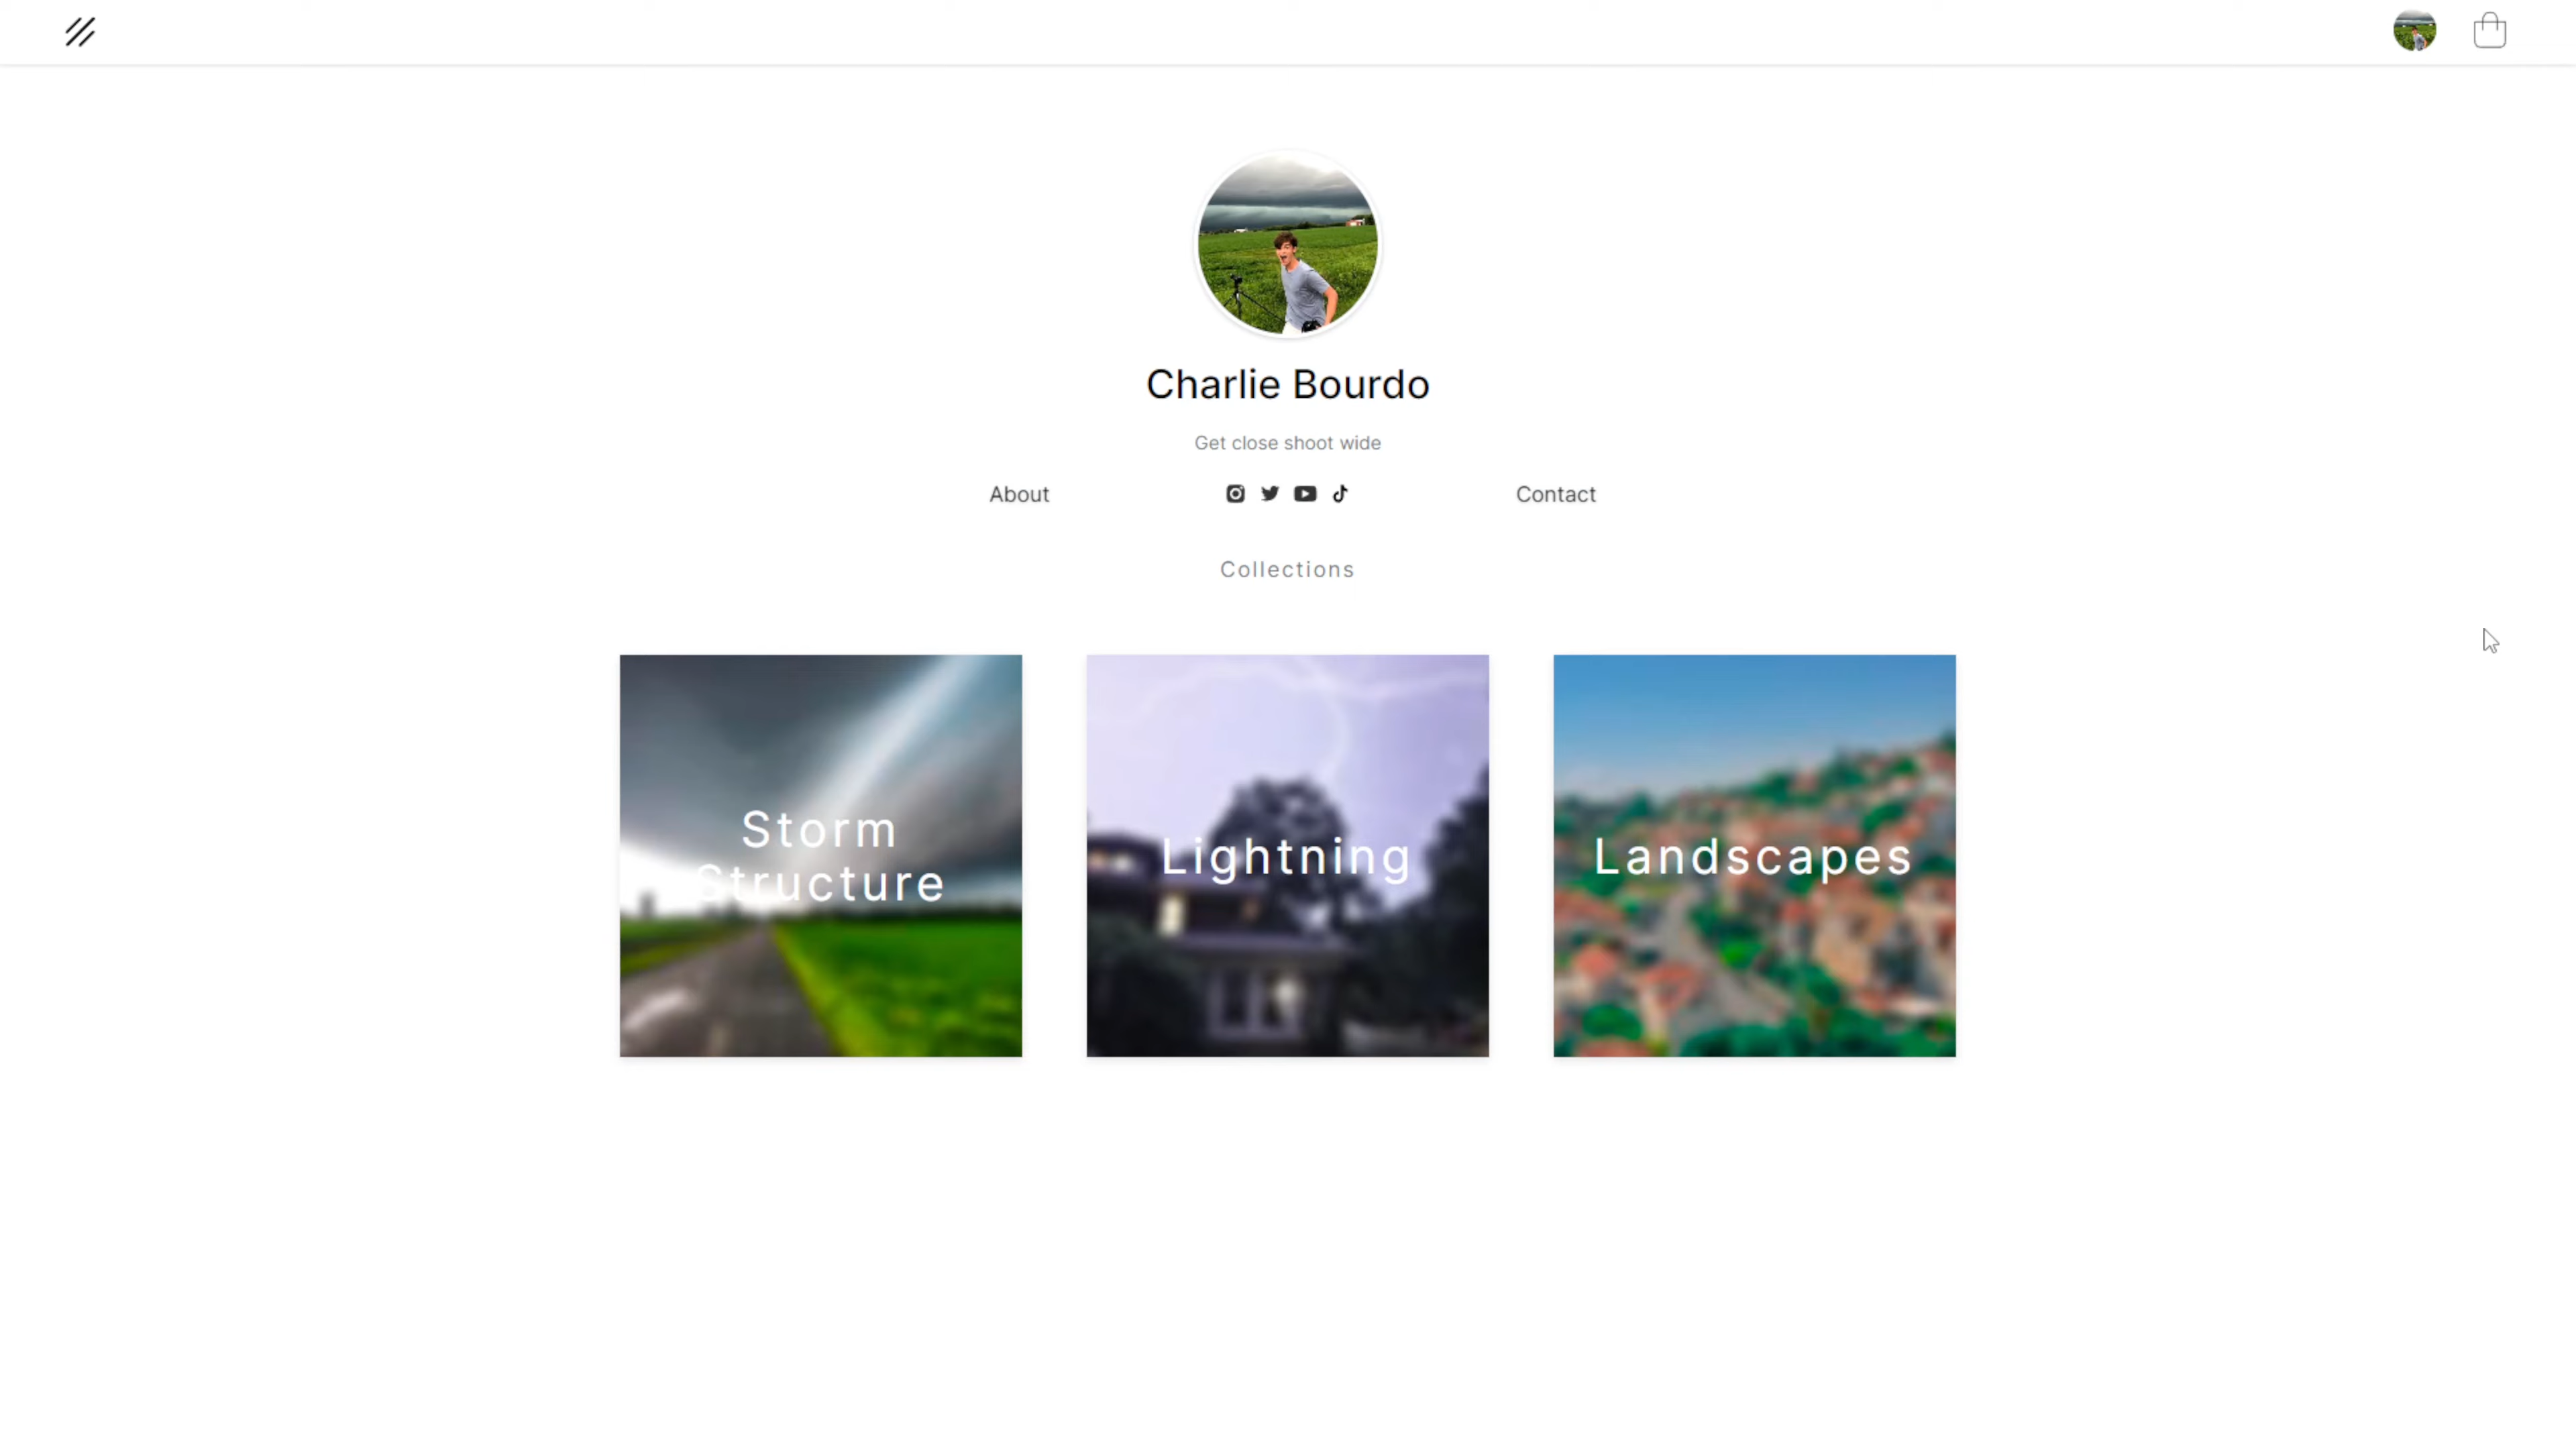 Charlie Bourdo
Get close shoot wide
About
Contact
Collections
Storm
Structure
Lightning
Landscapes